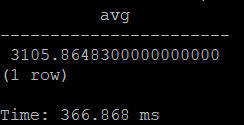 avg
-----------------------
3105.8648300000000000
(1 row)
Time: 366.868 ms